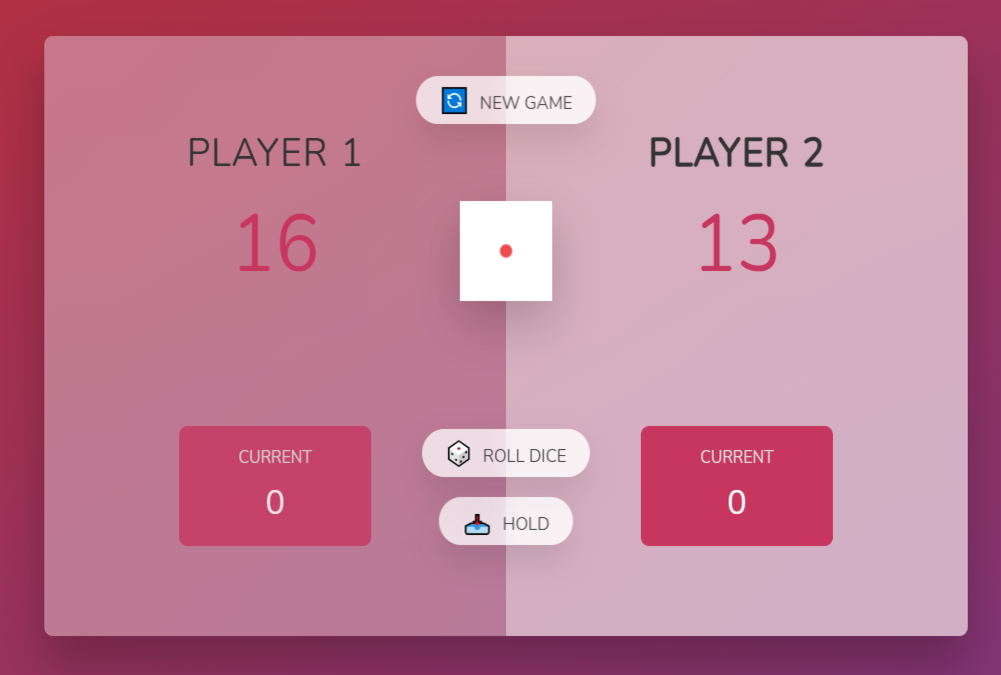 NEW GAME
PLAYER 1
PLAYER 2
16
13
CURRENT
0
ROLL DICE
HOLD
CURRENT
0